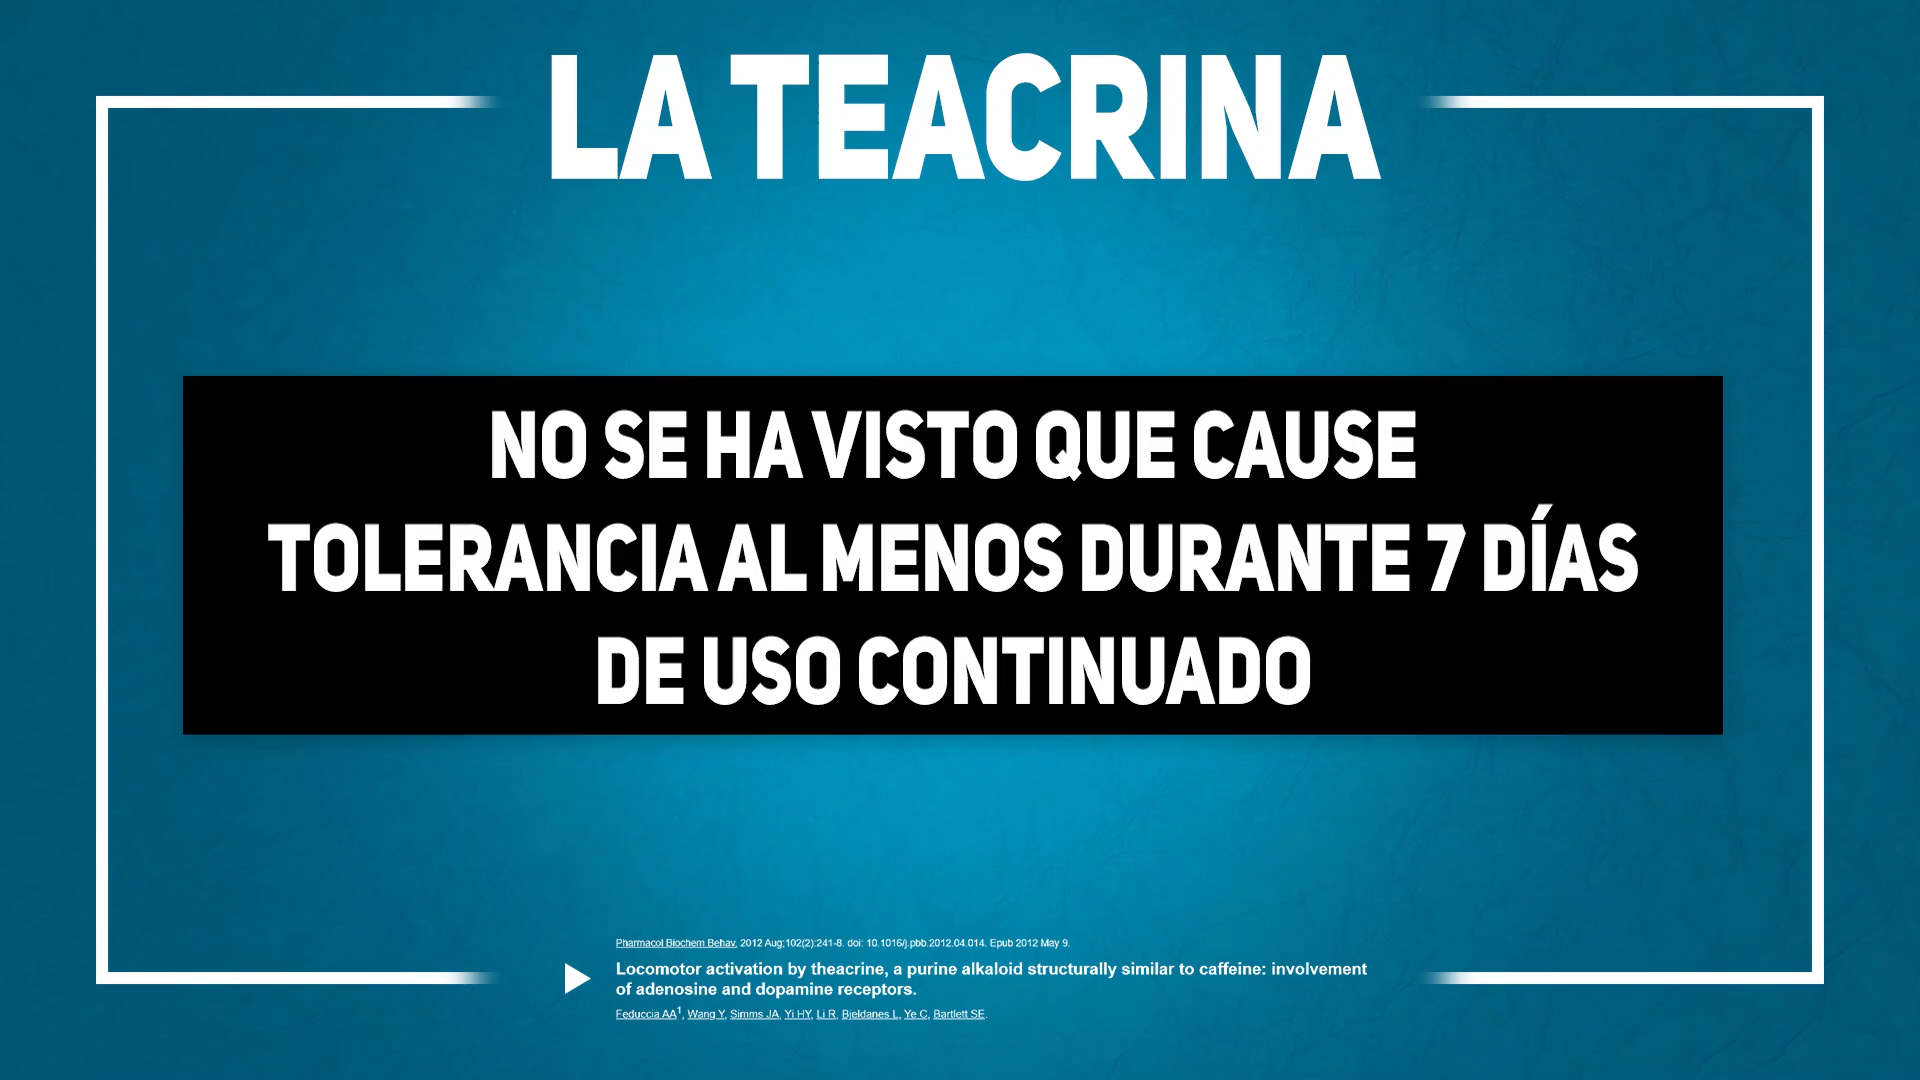 LA TEACRINA
NO SE HA VISTO QUE CAUSE
TOLERANCIA AL MENOS DURANTE 7 DÍAS
DE USO CONTINUADO
Pharmacol Biochem Behav. 2012 Aug;102(2):241-8. doi: 10.1016/j.pbb.2012.04.014. Epub 2012 May 9.
Locomotor activation by theacrine, a purine alkaloid structurally similar to caffeine: involvement
of adenosine and dopamine receptors.
Feduccia AA1, Wang Y, Simms JA, Yi HY, Li R, Bjeldanes L, Ye C, Bartlett SE.